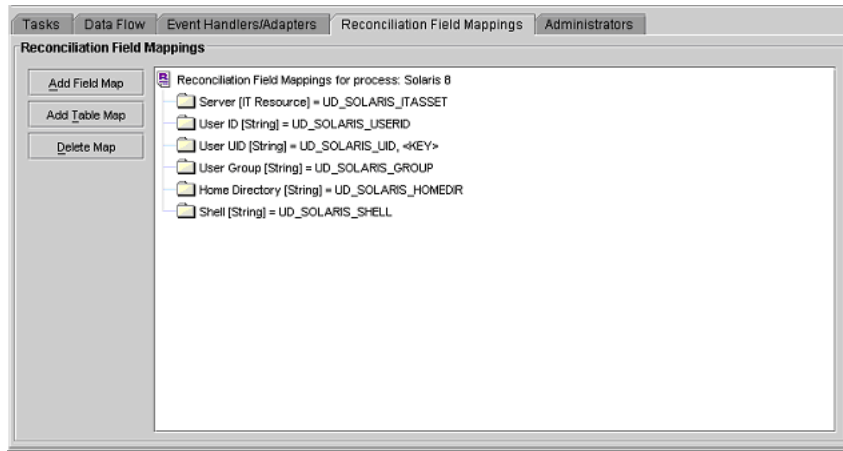 Tasks Data Flow Event Handlers/Adapters Reconciliation Field Mappings Administrators
Reconciliation Field Mappings
Add Field Map
Add Table Map
Delete Map
Reconciliation Field Mappings for process: Solaris 8
Server [IT Resource] = UD_SOLARIS_ITASSET
User ID [String] = UD_SOLARIS_USERID
User UID [String] = UD_SOLARIS_UID, <KEY>
User Group [String] = UD_SOLARIS_GROUP
Home Directory [String] = UD_SOLARIS_HOMEDIR
Shell [String] = UD_SOLARIS_SHELL